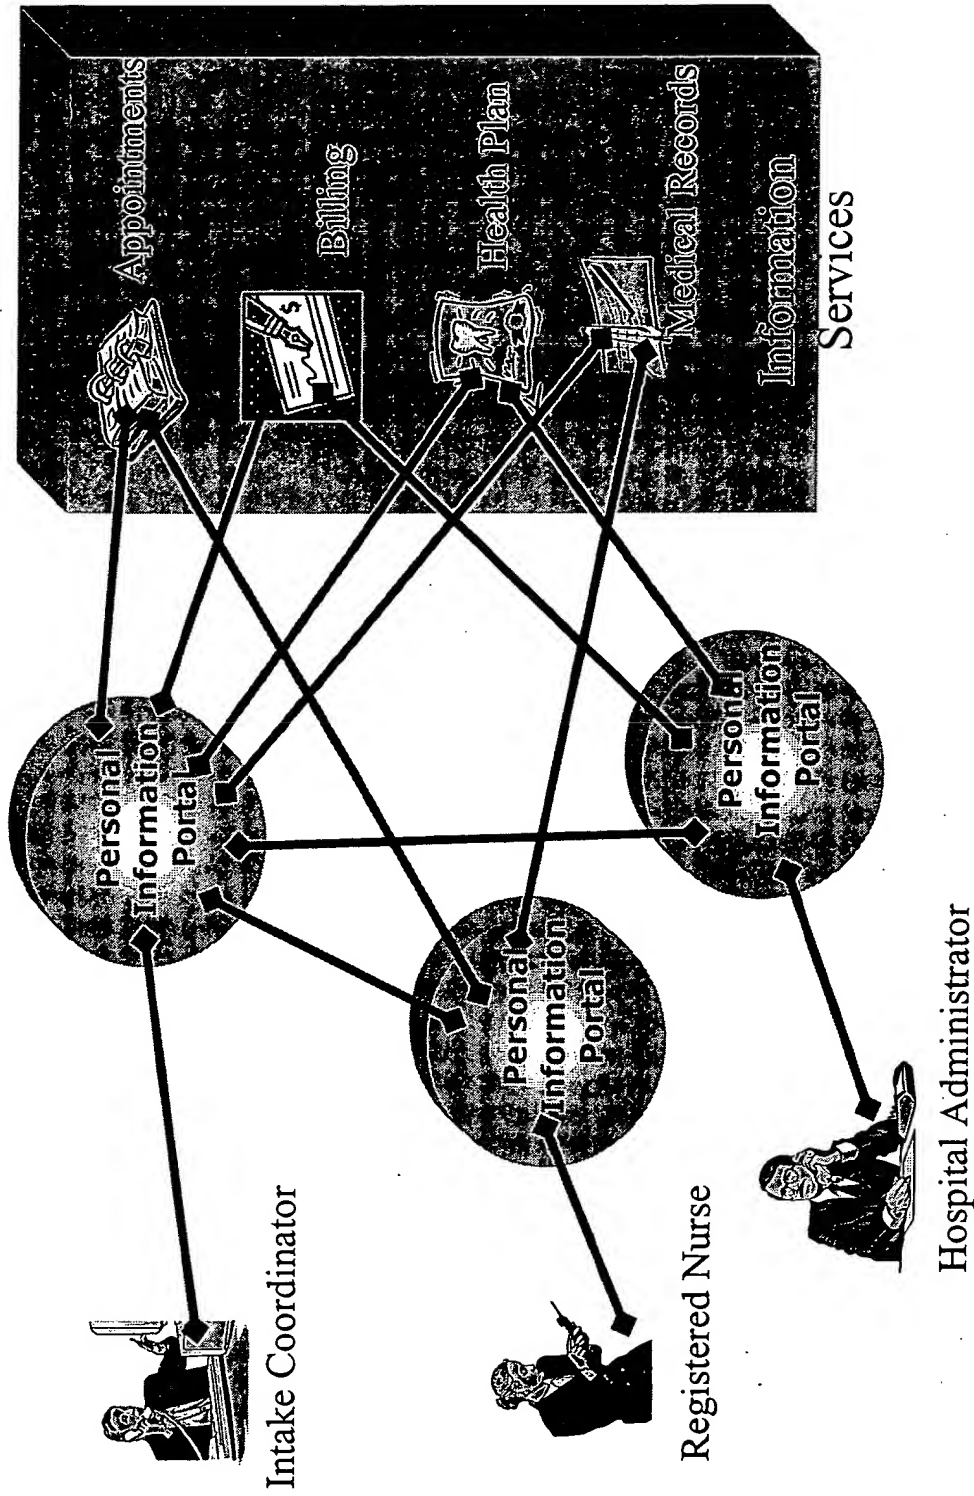 Intake Coordinator
Registered Nurse
Hospital Administrator
Personal
Information
Portal
Personal
Information
Portal
Personal
Information
Portal
Appointments
Billing
$
Health Plan
Medical Records
Information
Services